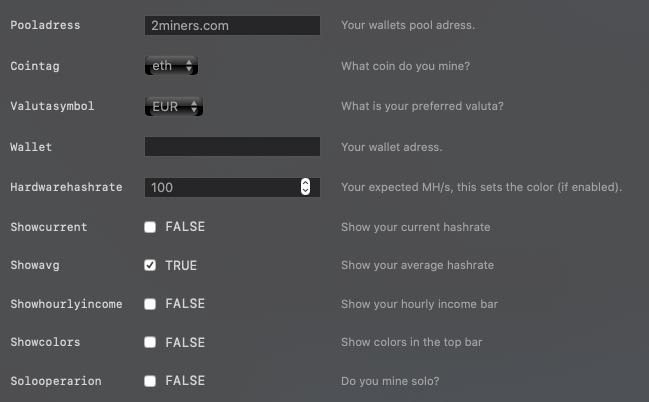 Pooladress 2miners.com Your wallets pool adress.
Cointag eth What coin do you mine?
Valutasymbol EUR What is your preferred valuta?
Wallet Your wallet adress.
Hardwarehashrate 100 Your expected MH/s, this sets the color (if enabled).
Showcurrent FALSE Show your current hashrate
Showavg TRUE Show your average hashrate
Showhourlyincome FALSE Show your hourly income bar
Showcolors FALSE Show colors in the top bar
Solooperarion FALSE Do you mine solo?